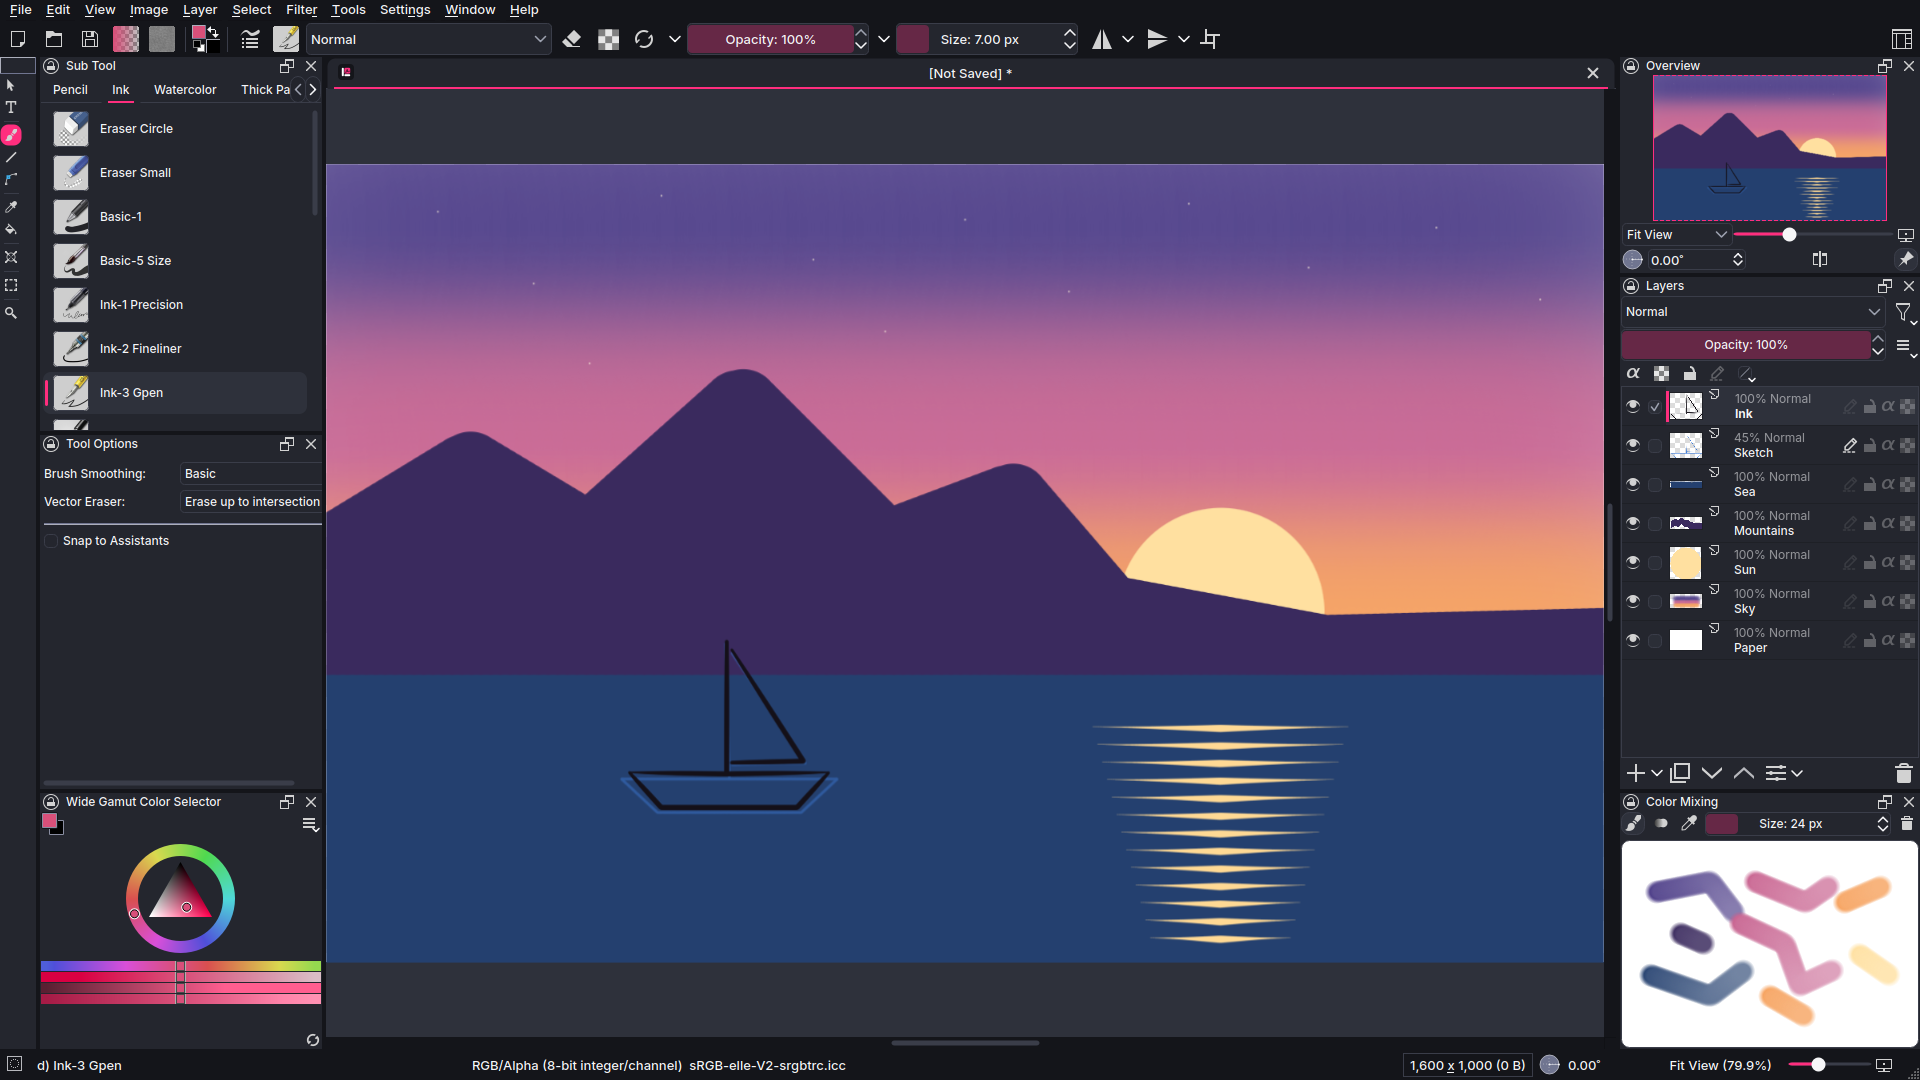 File Edit View Image Layer Select Filter Tools Settings Window Help
Normal
Opacity: 100%
Size: 7.00 px
Sub Tool
Pencil Ink Watercolor Thick Pa
Eraser Circle
Eraser Small
Basic-1
Basic-5 Size
Ink-1 Precision
Ink-2 Fineliner
Ink-3 Gpen
Tool Options
Brush Smoothing: Basic
Vector Eraser: Erase up to intersection
Snap to Assistants
Wide Gamut Color Selector
[Not Saved] *
Overview
Fit View
0.00°
Layers
Normal
Opacity: 100%
100% Normal
Ink
45% Normal
Sketch
100% Normal
Sea
100% Normal
Mountains
100% Normal
Sun
100% Normal
Sky
100% Normal
Paper
Color Mixing
Size: 24 px
d) Ink-3 Gpen
RGB/Alpha (8-bit integer/channel) sRGB-elle-V2-srgbtrc.icc
1,600 x 1,000 (0 B)
0.00°
Fit View (79.9%)